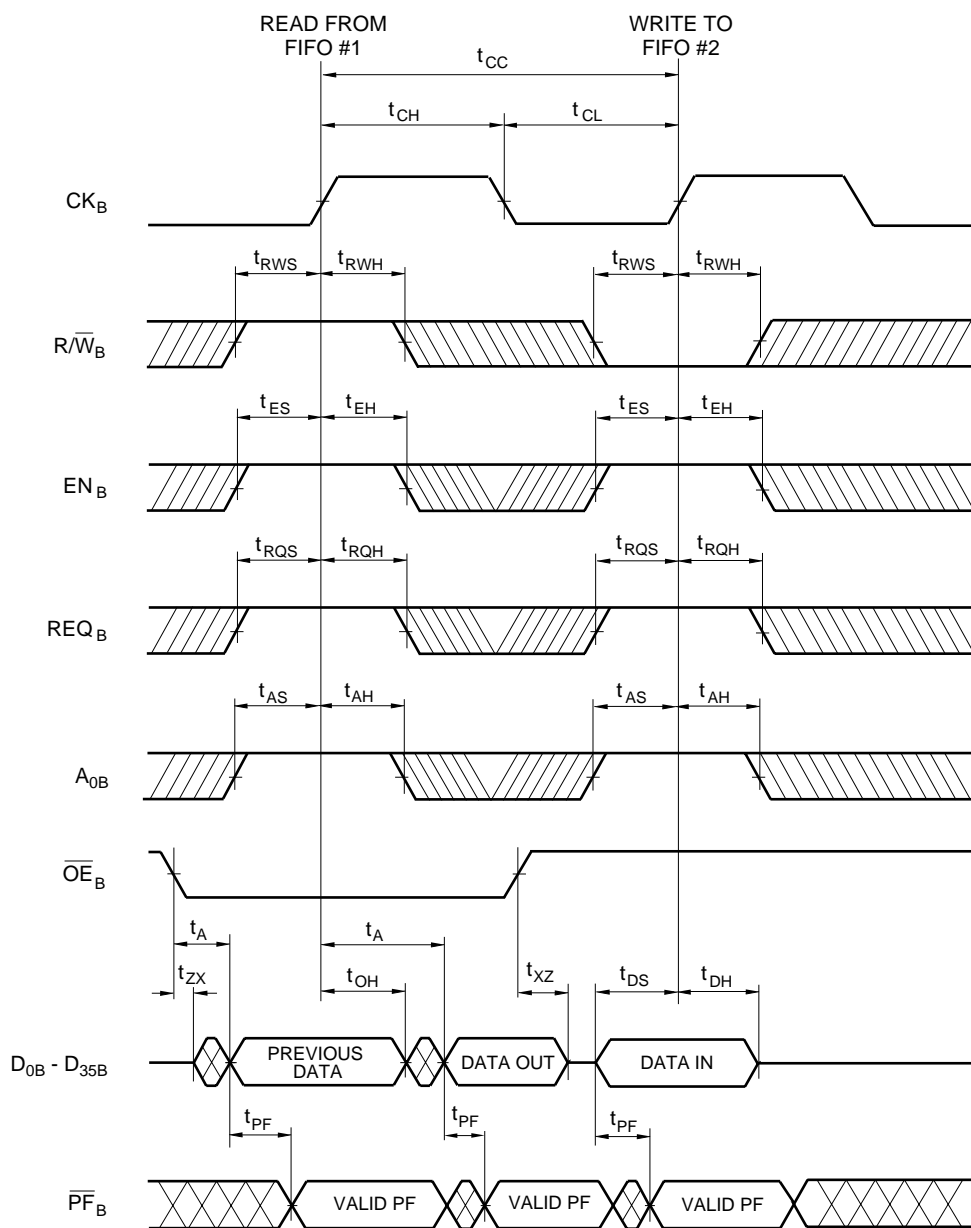 READ FROM
FIFO #1
WRITE TO
FIFO #2
tCC
tCH
tCL
CKB
tRWS
tRWH
tRWS
tRWH
R/W̅B
tES
tEH
tES
tEH
ENB
tRQS
tRQH
tRQS
tRQH
REQB
tAS
tAH
tAS
tAH
A0B
O̅E̅B
tA
tA
tZX
tOH
tXZ
tDS
tDH
D0B - D35B
PREVIOUS
DATA
DATA OUT
DATA IN
tPF
tPF
tPF
P̅F̅B
VALID PF
VALID PF
VALID PF